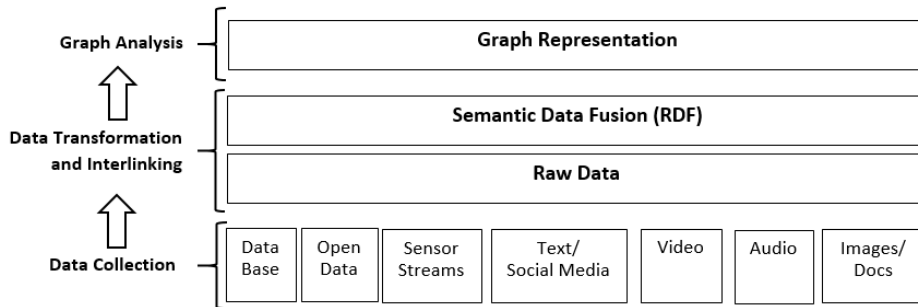 Graph Analysis
Graph Representation
Data Transformation
and Interlinking
Semantic Data Fusion (RDF)
Raw Data
Data Collection
Data
Base
Open
Data
Sensor
Streams
Text/
Social Media
Video
Audio
Images/
Docs